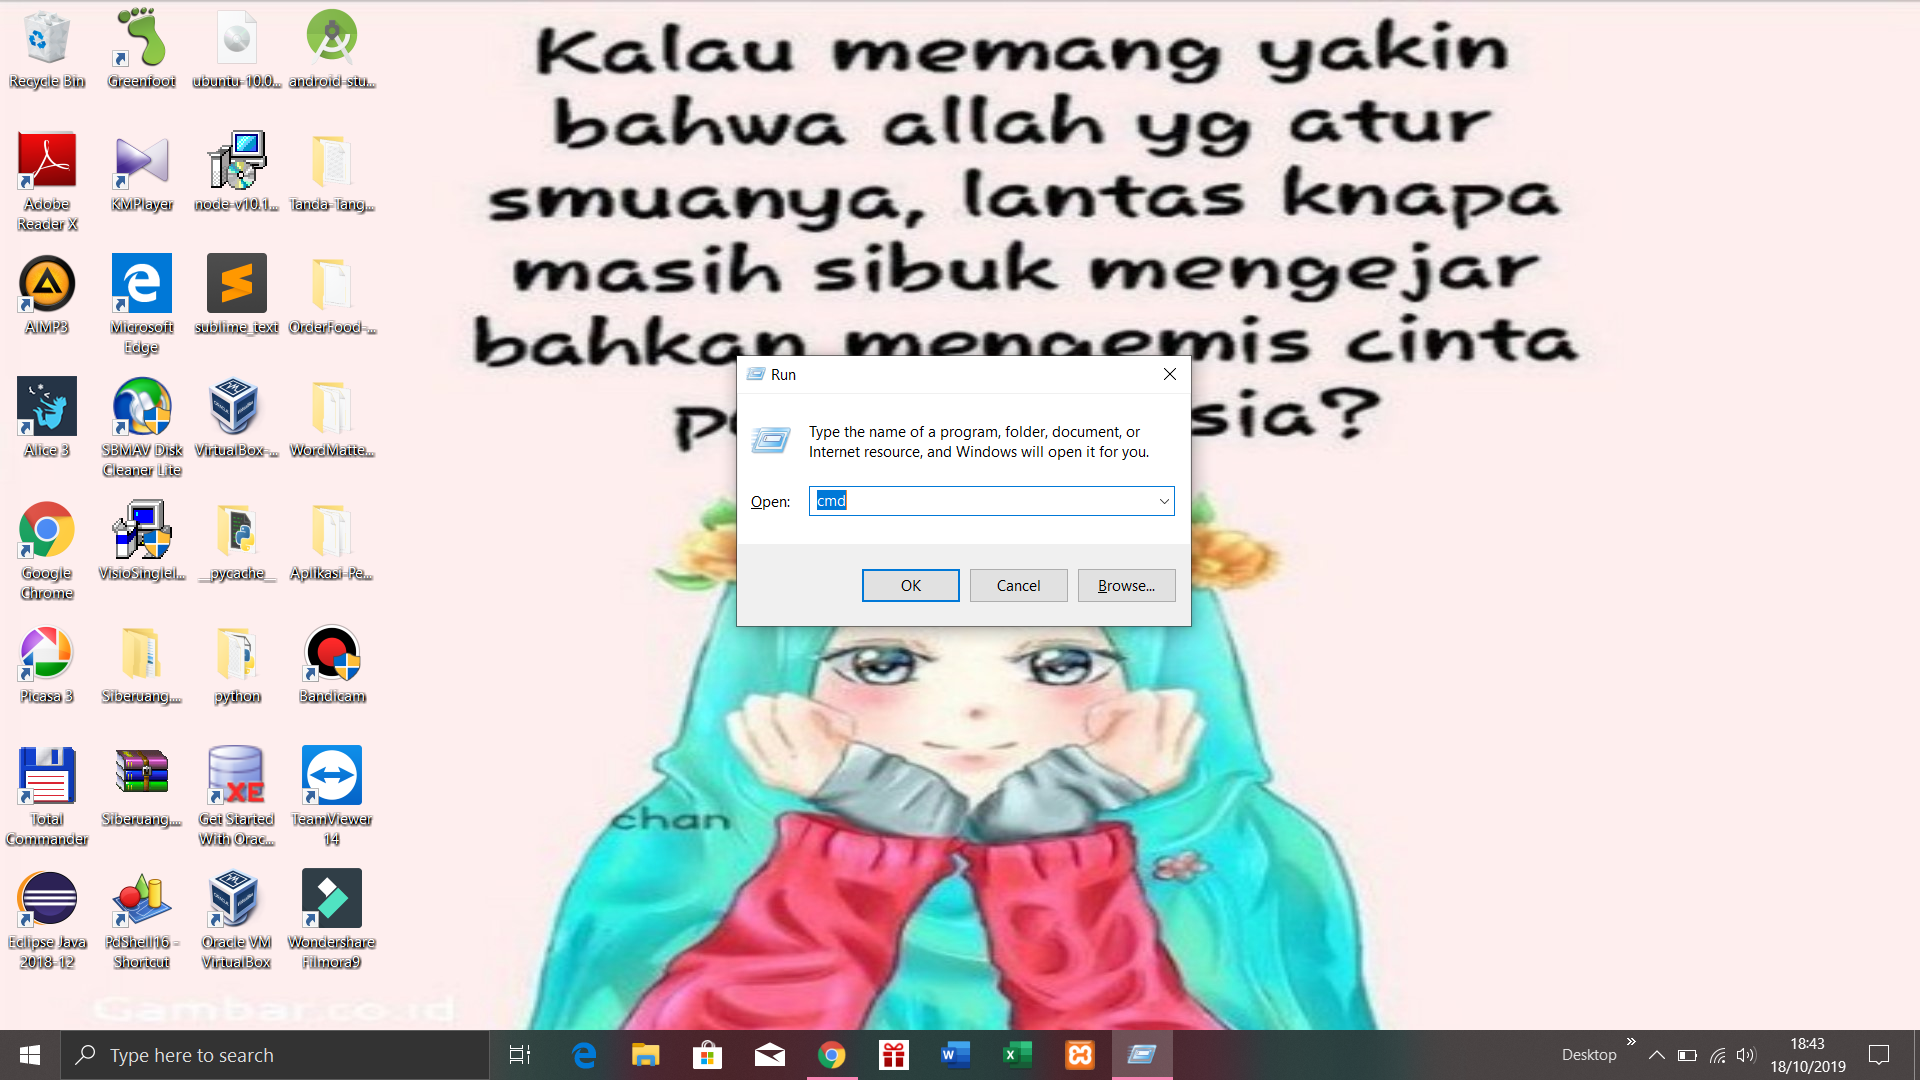 Kalau memang yakin
bahwa allah yg atur
smuanya, lantas knapa
masih sibuk mengejar
bahkan mengemis cinta
sia?
chan
Gambar.co.id
Recycle Bin
Greenfoot
ubuntu-10.0...
android-stu...
Adobe
Reader X
KMPlayer
node-v10.1...
Tanda-Tang...
AIMP3
Microsoft
Edge
sublime_text
OrderFood-...
Alice 3
SBMAV Disk
Cleaner Lite
VirtualBox-...
WordMatte...
Google
Chrome
VisioSingleI...
__pycache__
Aplikasi-Pe...
Picasa 3
Siberuang....
python
Bandicam
Total
Commander
Siberuang....
Get Started
With Orac...
XE
TeamViewer
14
Eclipse Java
2018-12
PdShell16 -
Shortcut
Oracle VM
VirtualBox
Wondershare
Filmora9
Run
Type the name of a program, folder, document, or
Internet resource, and Windows will open it for you.
Open:
cmd
OK
Cancel
Browse...
Type here to search
Desktop
18:43
18/10/2019